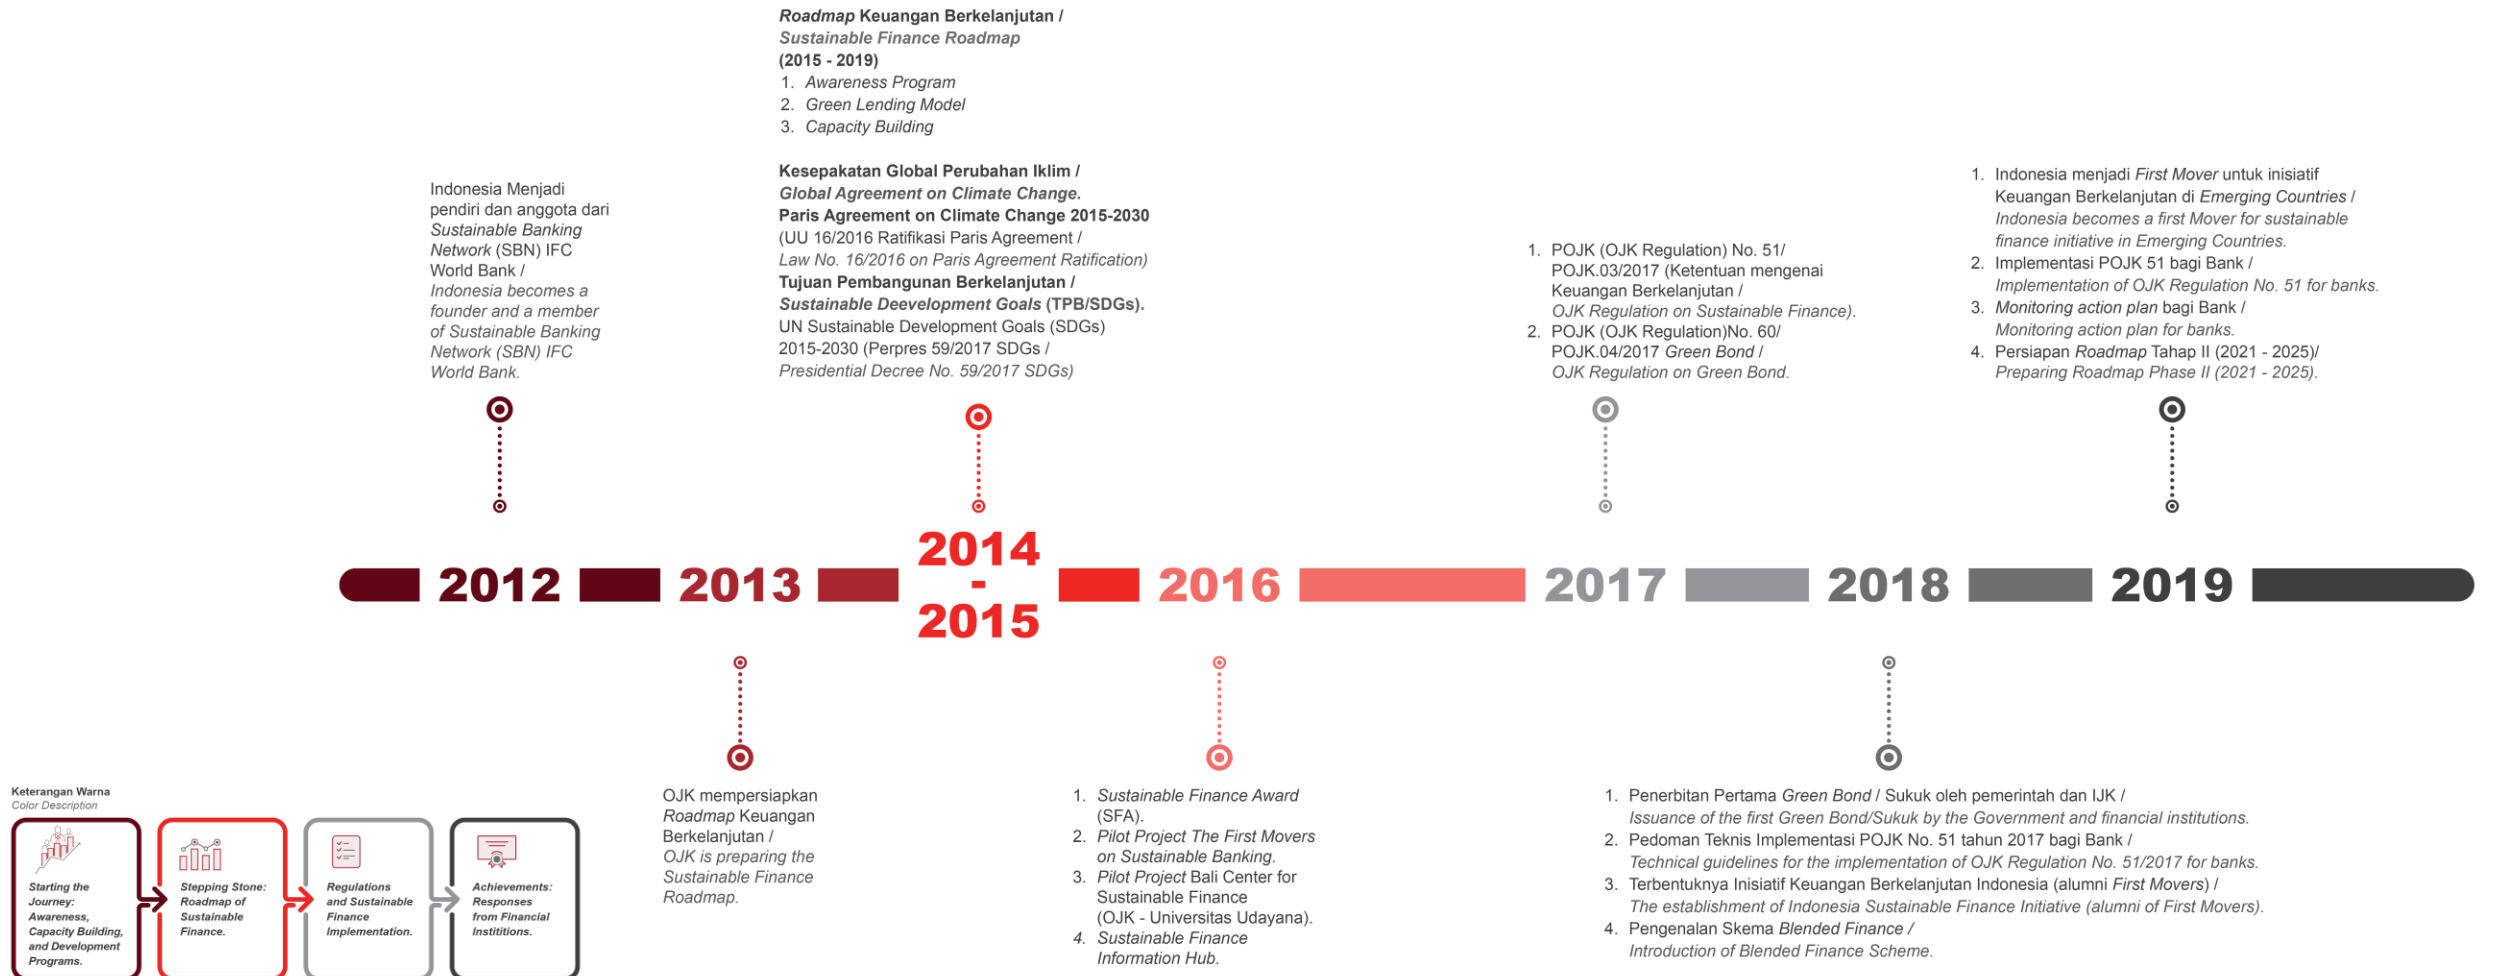 Roadmap Keuangan Berkelanjutan /
Sustainable Finance Roadmap
(2015 - 2019)
1. Awareness Program
2. Green Lending Model
3. Capacity Building
Kesepakatan Global Perubahan Iklim /
Global Agreement on Climate Change.
Paris Agreement on Climate Change 2015-2030
(UU 16/2016 Ratifikasi Paris Agreement /
Law No. 16/2016 on Paris Agreement Ratification)
Tujuan Pembangunan Berkelanjutan /
Sustainable Deevelopment Goals (TPB/SDGs).
UN Sustainable Development Goals (SDGs)
2015-2030 (Perpres 59/2017 SDGs /
Presidential Decree No. 59/2017 SDGs)
Indonesia Menjadi
pendiri dan anggota dari
Sustainable Banking
Network (SBN) IFC
World Bank /
Indonesia becomes a
founder and a member
of Sustainable Banking
Network (SBN) IFC
World Bank.
1. POJK (OJK Regulation) No. 51/
POJK.03/2017 (Ketentuan mengenai
Keuangan Berkelanjutan /
OJK Regulation on Sustainable Finance).
2. POJK (OJK Regulation)No. 60/
POJK.04/2017 Green Bond /
OJK Regulation on Green Bond.
1. Indonesia menjadi First Mover untuk inisiatif
Keuangan Berkelanjutan di Emerging Countries /
Indonesia becomes a first Mover for sustainable
finance initiative in Emerging Countries.
2. Implementasi POJK 51 bagi Bank /
Implementation of OJK Regulation No. 51 for banks.
3. Monitoring action plan bagi Bank /
Monitoring action plan for banks.
4. Persiapan Roadmap Tahap II (2021 - 2025)/
Preparing Roadmap Phase II (2021 - 2025).
2012
2013
2014
-
2015
2016
2017
2018
2019
OJK mempersiapkan
Roadmap Keuangan
Berkelanjutan /
OJK is preparing the
Sustainable Finance
Roadmap.
1. Sustainable Finance Award
(SFA).
2. Pilot Project The First Movers
on Sustainable Banking.
3. Pilot Project Bali Center for
Sustainable Finance
(OJK - Universitas Udayana).
4. Sustainable Finance
Information Hub.
1. Penerbitan Pertama Green Bond / Sukuk oleh pemerintah dan IJK /
Issuance of the first Green Bond/Sukuk by the Government and financial institutions.
2. Pedoman Teknis Implementasi POJK No. 51 tahun 2017 bagi Bank /
Technical guidelines for the implementation of OJK Regulation No. 51/2017 for banks.
3. Terbentuknya Inisiatif Keuangan Berkelanjutan Indonesia (alumni First Movers) /
The establishment of Indonesia Sustainable Finance Initiative (alumni of First Movers).
4. Pengenalan Skema Blended Finance /
Introduction of Blended Finance Scheme.
Keterangan Warna
Color Description
Starting the
Journey:
Awareness,
Capacity Building,
and Development
Programs.
Stepping Stone:
Roadmap of
Sustainable
Finance.
Regulations
and Sustainable
Finance
Implementation.
Achievements:
Responses
from Financial
Instititions.